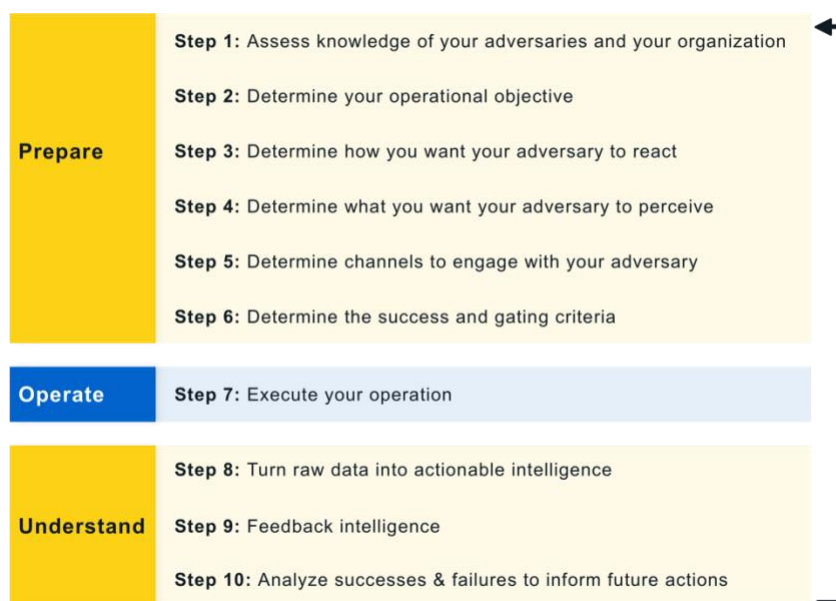 Step 1: Assess knowledge of your adversaries and your organization
Step 2: Determine your operational objective
Prepare
Step 3: Determine how you want your adversary to react
Step 4: Determine what you want your adversary to perceive
Step 5: Determine channels to engage with your adversary
Step 6: Determine the success and gating criteria
Operate
Step 7: Execute your operation
Step 8: Turn raw data into actionable intelligence
Understand
Step 9: Feedback intelligence
Step 10: Analyze successes & failures to inform future actions